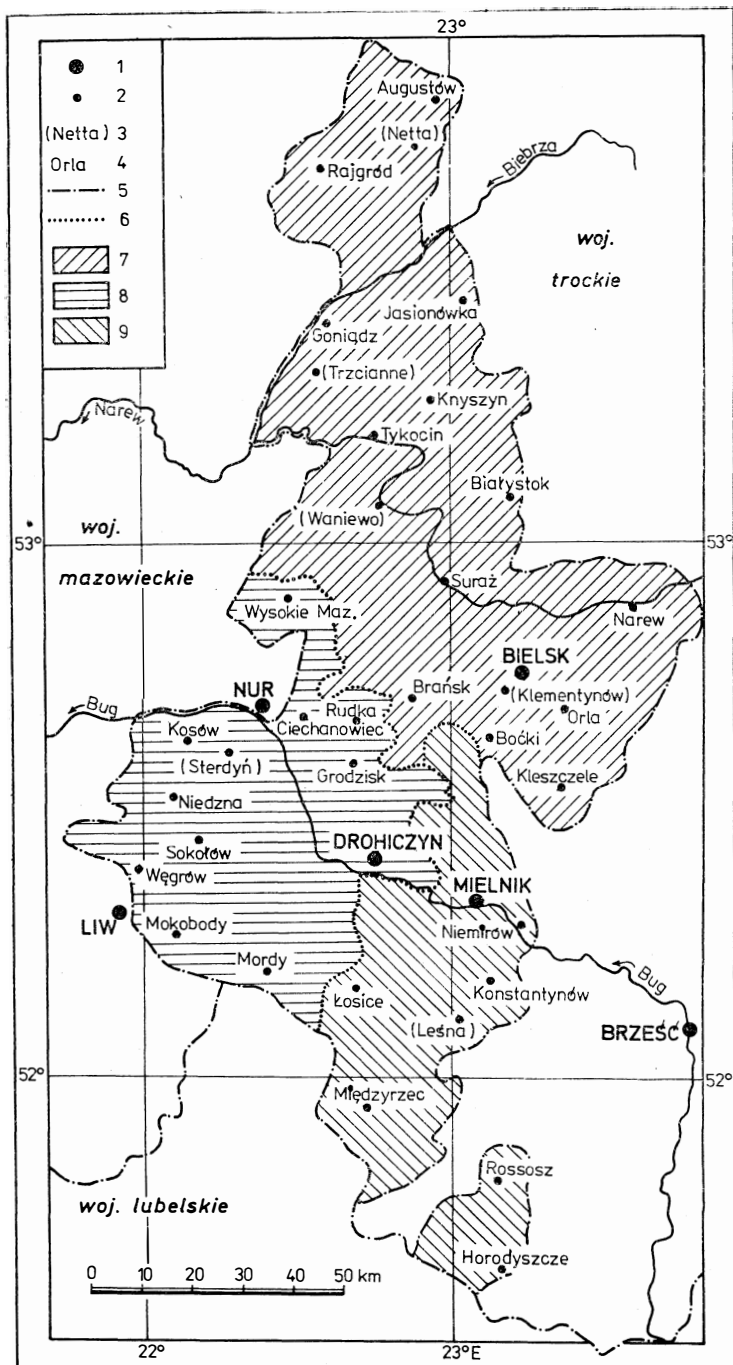 23°
1
2
(Netta) 3
Orla 4
5
6
7
8
9
Augustów
(Netta)
Rajgród
Biebrza
woj.
trockie
Jasionówka
Goniądz
(Trzcianne)
Knyszyn
Narew
Tykocin
Białystok
(Waniewo)
woj.
mazowieckie
53°
53°
Suraż
Wysokie Maz.
Narew
BIELSK
NUR
Brańsk
(Klementynów)
Bug
Rudka
Orla
Ciechanowiec
Kosów
Boćki
(Sterdyń)
Grodzisk
Kleszczele
Niedzna
Sokołów
DROHICZYN
Węgrów
MIELNIK
LIW
Mokobody
Niemirów
Mordy
Bug
Łosice
Konstantynów
(Leśna)
BRZEŚĆ
52°
52°
Międzyrzec
Rossosz
woj. lubelskie
Horodyszcze
0 10 20 30 40 50 km
22°
23°E